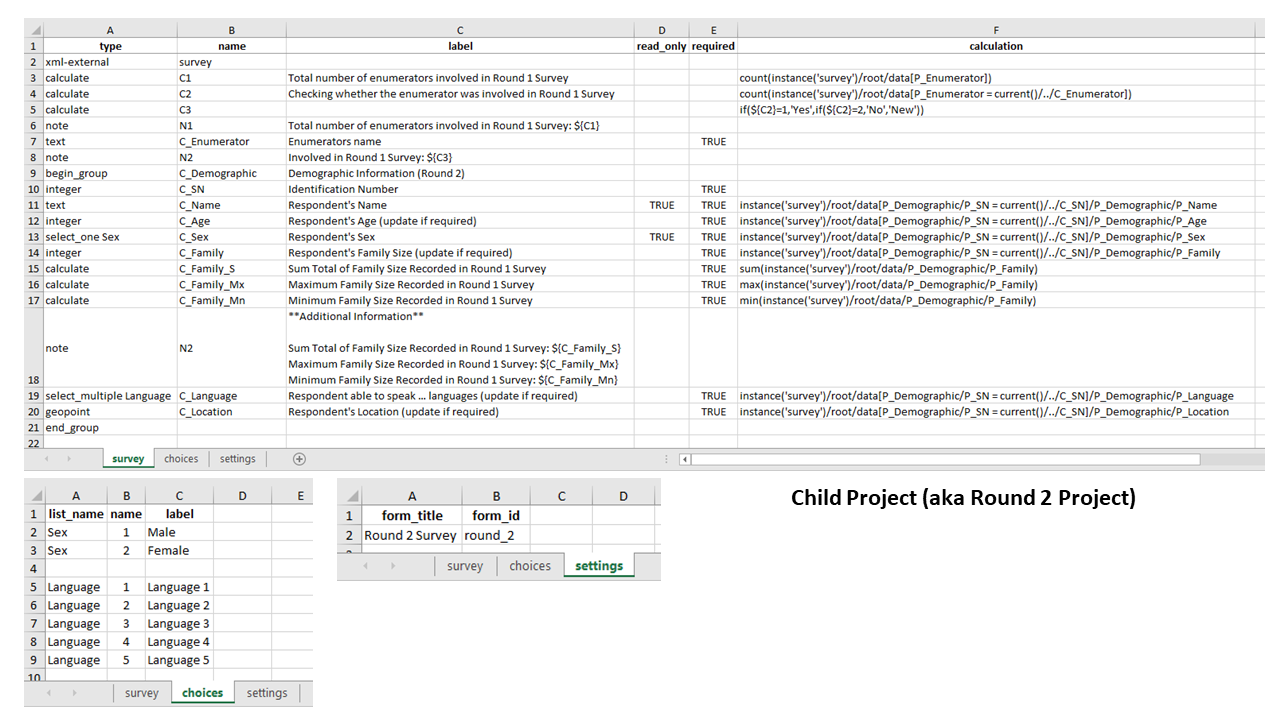 A B C D E F
1 type name label read_only required calculation
2 xml-external survey
3 calculate C1 Total number of enumerators involved in Round 1 Survey count(instance('survey')/root/data[P_Enumerator])
4 calculate C2 Checking whether the enumerator was involved in Round 1 Survey count(instance('survey')/root/data[P_Enumerator = current()/../C_Enumerator])
5 calculate C3 if(${C2}=1,'Yes',if(${C2}=2,'No','New'))
6 note N1 Total number of enumerators involved in Round 1 Survey: ${C1}
7 text C_Enumerator Enumerators name TRUE
8 note N2 Involved in Round 1 Survey: ${C3}
9 begin_group C_Demographic Demographic Information (Round 2)
10 integer C_SN Identification Number TRUE
11 text C_Name Respondent's Name TRUE TRUE instance('survey')/root/data[P_Demographic/P_SN = current()/../C_SN]/P_Demographic/P_Name
12 integer C_Age Respondent's Age (update if required) TRUE instance('survey')/root/data[P_Demographic/P_SN = current()/../C_SN]/P_Demographic/P_Age
13 select_one Sex C_Sex Respondent's Sex TRUE TRUE instance('survey')/root/data[P_Demographic/P_SN = current()/../C_SN]/P_Demographic/P_Sex
14 integer C_Family Respondent's Family Size (update if required) TRUE instance('survey')/root/data[P_Demographic/P_SN = current()/../C_SN]/P_Demographic/P_Family
15 calculate C_Family_S Sum Total of Family Size Recorded in Round 1 Survey TRUE sum(instance('survey')/root/data/P_Demographic/P_Family)
16 calculate C_Family_Mx Maximum Family Size Recorded in Round 1 Survey TRUE max(instance('survey')/root/data/P_Demographic/P_Family)
17 calculate C_Family_Mn Minimum Family Size Recorded in Round 1 Survey TRUE min(instance('survey')/root/data/P_Demographic/P_Family)
**Additional Information**
note N2 Sum Total of Family Size Recorded in Round 1 Survey: ${C_Family_S}
Maximum Family Size Recorded in Round 1 Survey: ${C_Family_Mx}
18 Minimum Family Size Recorded in Round 1 Survey: ${C_Family_Mn}
19 select_multiple Language C_Language Respondent able to speak ... languages (update if required) TRUE instance('survey')/root/data[P_Demographic/P_SN = current()/../C_SN]/P_Demographic/P_Language
20 geopoint C_Location Respondent's Location (update if required) TRUE instance('survey')/root/data[P_Demographic/P_SN = current()/../C_SN]/P_Demographic/P_Location
21 end_group
22
survey choices settings
A B C D E
1 list_name name label
2 Sex 1 Male
3 Sex 2 Female
4
5 Language 1 Language 1
6 Language 2 Language 2
7 Language 3 Language 3
8 Language 4 Language 4
9 Language 5 Language 5
10
survey choices settings
A B C D
1 form_title form_id
2 Round 2 Survey round_2
survey choices settings
Child Project (aka Round 2 Project)